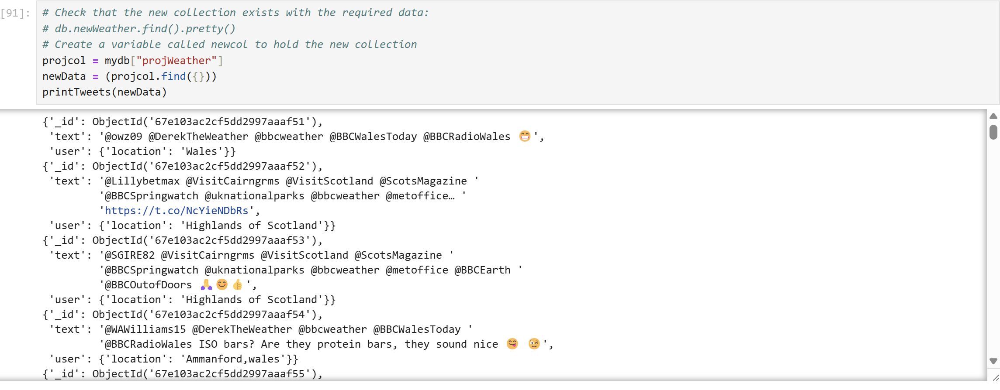 [91]:
# Check that the new collection exists with the required data:
# db.newWeather.find().pretty()
# Create a variable called newcol to hold the new collection
projcol = mydb["projWeather"]
newData = (projcol.find({}))
printTweets(newData)
{'_id': ObjectId('67e103ac2cf5dd2997aaaf51'),
 'text': '@owz09 @DerekTheWeather @bbcweather @BBCWalesToday @BBCRadioWales 😁',
 'user': {'location': 'Wales'}}
{'_id': ObjectId('67e103ac2cf5dd2997aaaf52'),
 'text': '@Lillybetmax @VisitCairngrms @VisitScotland @ScotsMagazine '
         '@BBCSpringwatch @uknationalparks @bbcweather @metoffice… '
         'https://t.co/NcYieNDbRs',
 'user': {'location': 'Highlands of Scotland'}}
{'_id': ObjectId('67e103ac2cf5dd2997aaaf53'),
 'text': '@SGIRE82 @VisitCairngrms @VisitScotland @ScotsMagazine '
         '@BBCSpringwatch @uknationalparks @bbcweather @metoffice @BBCEarth '
         '@BBCOutofDoors 🙏😊👍',
 'user': {'location': 'Highlands of Scotland'}}
{'_id': ObjectId('67e103ac2cf5dd2997aaaf54'),
 'text': '@WAWilliams15 @DerekTheWeather @bbcweather @BBCWalesToday '
         '@BBCRadioWales ISO bars? Are they protein bars, they sound nice 😋 😉',
 'user': {'location': 'Ammanford,wales'}}
{'_id': ObjectId('67e103ac2cf5dd2997aaaf55'),